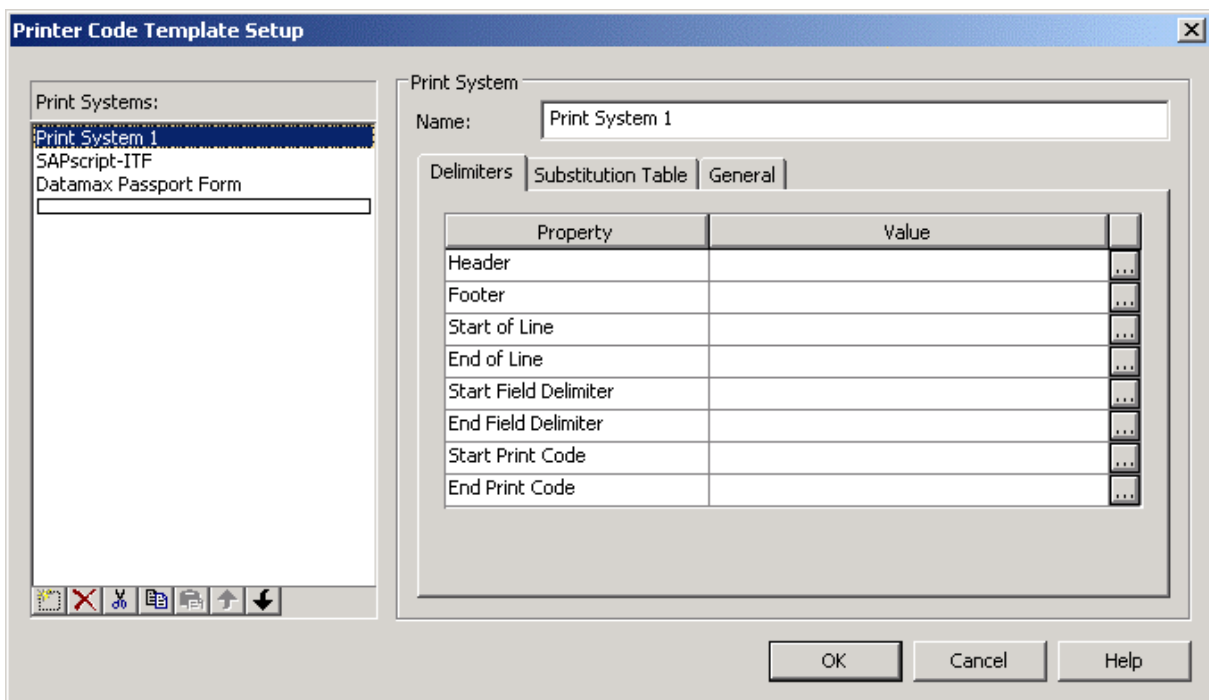 Printer Code Template Setup
Print Systems:
Print System 1
SAPscript-ITF
Datamax Passport Form
Print System
Name: Print System 1
Delimiters Substitution Table General
Property Value
Header ...
Footer ...
Start of Line ...
End of Line ...
Start Field Delimiter ...
End Field Delimiter ...
Start Print Code ...
End Print Code ...
OK Cancel Help